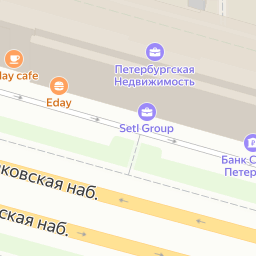 Петербургская
Недвижимость
day cafe
Eday
Setl Group
Банк С
Петер
ковская наб.
ская наб.